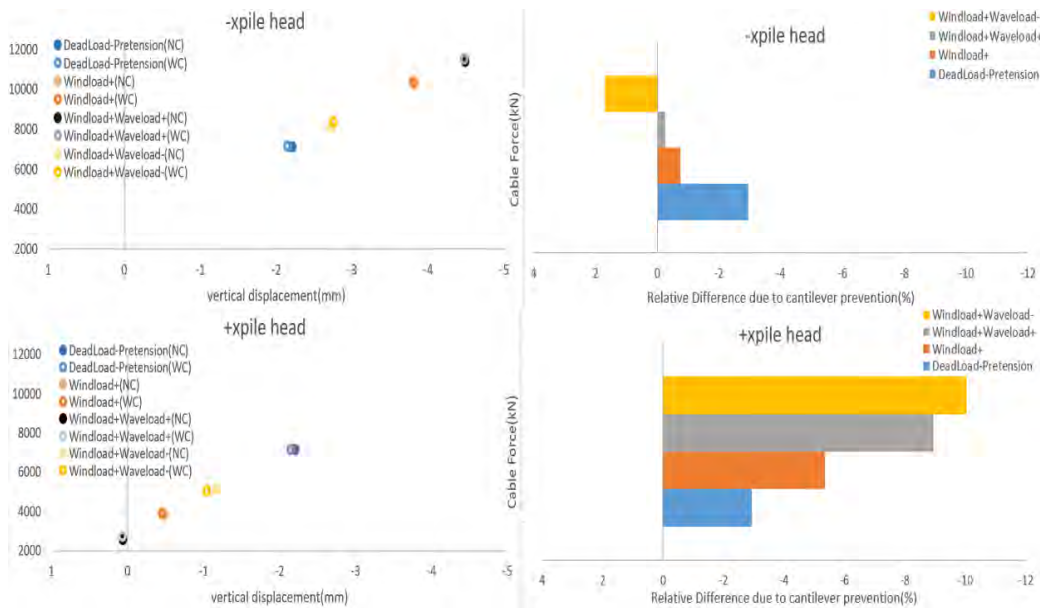 -xpile head
12000
10000
8000
6000
4000
2000
DeadLoad-Pretension(NC)
DeadLoad-Pretension(WC)
Windload+(NC)
Windload+(WC)
Windload+Waveload+(NC)
Windload+Waveload+(WC)
Windload+Waveload-(NC)
Windload+Waveload-(WC)
1 0 -1 -2 -3 -4 -5
vertical displacement(mm)
Cable Force(kN)
-xpile head
Windload+Waveload-
Windload+Waveload+
Windload+
DeadLoad-Pretension
4 2 0 -2 -4 -6 -8 -10 -12
Relative Difference due to cantilever prevention(%)
+xpile head
12000
10000
8000
6000
4000
2000
DeadLoad-Pretension(NC)
DeadLoad-Pretension(WC)
Windload+(NC)
Windload+(WC)
Windload+Waveload+(NC)
Windload+Waveload+(WC)
Windload+Waveload-(NC)
Windload+Waveload-(WC)
1 0 -1 -2 -3 -4 -5
vertical displacement(mm)
Cable Force(kN)
+xpile head
Windload+Waveload-
Windload+Waveload+
Windload+
DeadLoad-Pretension
4 2 0 -2 -4 -6 -8 -10 -12
Relative Difference due to cantilever prevention(%)